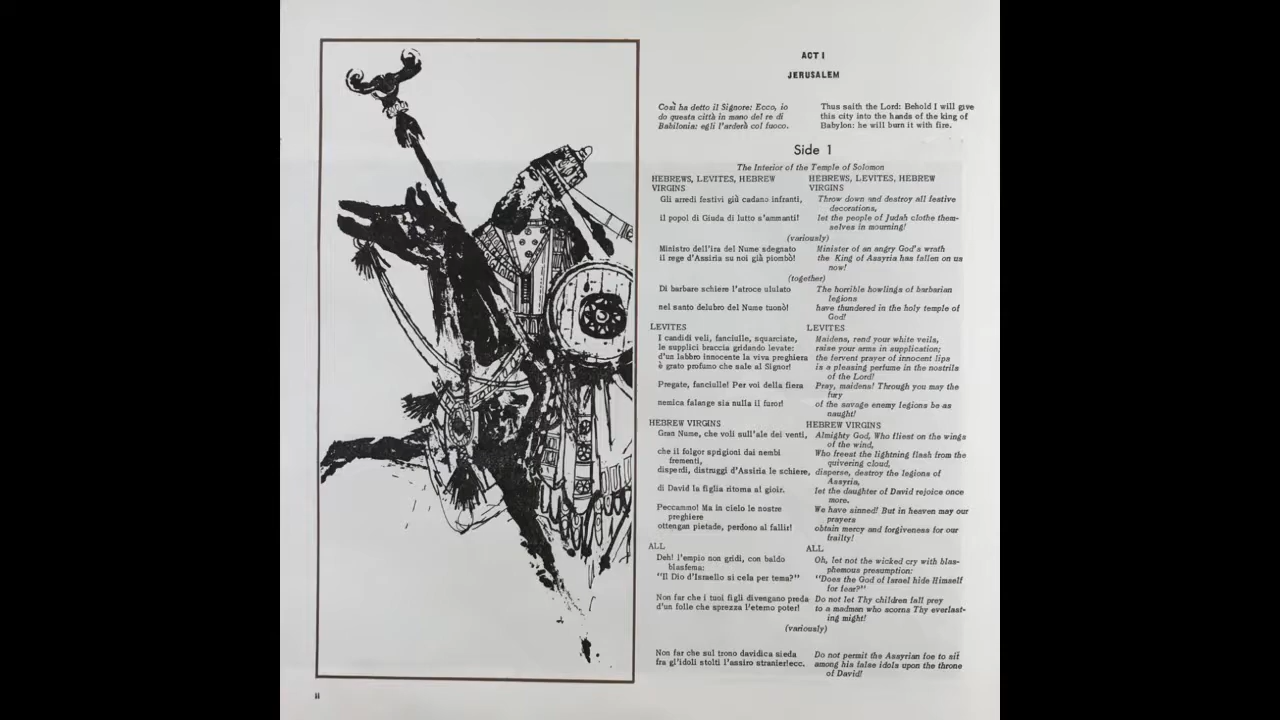 ACT I
JERUSALEM
Così ha detto il Signore: Ecco, io
do questa città in mano del re di
Babilonia: egli l'arderà col fuoco.
Thus saith the Lord: Behold I will give
this city into the hands of the king of
Babylon: he will burn it with fire.
Side 1
The Interior of the Temple of Solomon
HEBREWS, LEVITES, HEBREW
VIRGINS
Gli arredi festivi giù cadano infranti,
il popol di Giuda di lutto s'ammanti!
HEBREWS, LEVITES, HEBREW
VIRGINS
Throw down and destroy all festive
decorations,
let the people of Judah clothe them-
selves in mourning!
(variously)
Ministro dell'ira del Nume sdegnato
il rege d'Assiria su noi già piombò!
Minister of an angry God's wrath
the King of Assyria has fallen on us
now!
(together)
Di barbare schiere l'atroce ululato
nel santo delubro del Nume tuonò!
The horrible howlings of barbarian
legions
have thundered in the holy temple of
God!
LEVITES
I candidi veli, fanciulle, squarciate,
le supplici braccia gridando levate:
d'un labbro innocente la viva preghiera
è grato profumo che sale al Signor!
Pregate, fanciulle! Per voi della fiera
nemica falange sia nulla il furor!
LEVITES
Maidens, rend your white veils,
raise your arms in supplication;
the fervent prayer of innocent lips
is a pleasing perfume in the nostrils
of the Lord!
Pray, maidens! Through you may the
fury
of the savage enemy legions be as
naught!
HEBREW VIRGINS
Gran Nume, che voli sull'ale dei venti,
che il folgor sprigioni dai nembi
frementi,
disperdi, distruggi d'Assiria le schiere,
di David la figlia ritorna al gioir.
Peccammo! Ma in cielo le nostre
preghiere
ottengan pietade, perdono al fallir!
HEBREW VIRGINS
Almighty God, Who fliest on the wings
of the wind,
Who freest the lightning flash from the
quivering cloud,
disperse, destroy the legions of
Assyria,
let the daughter of David rejoice once
more.
We have sinned! But in heaven may our
prayers
obtain mercy and forgiveness for our
frailty!
ALL
Deh! l'empio non gridi, con baldo
blasfema:
"Il Dio d'Israello si cela per tema?"
Non far che i tuoi figli divengano preda
d'un folle che sprezza l'eterno poter!
ALL
Oh, let not the wicked cry with blas-
phemous presumption:
"Does the God of Israel hide Himself
for fear?"
Do not let Thy children fall prey
to a madman who scorns Thy everlast-
ing might!
(variously)
Non far che sul trono davidico sieda
fra gl'idoli stolti l'assiro stranier!ecc.
Do not permit the Assyrian foe to sit
among his false idols upon the throne
of David!
ii